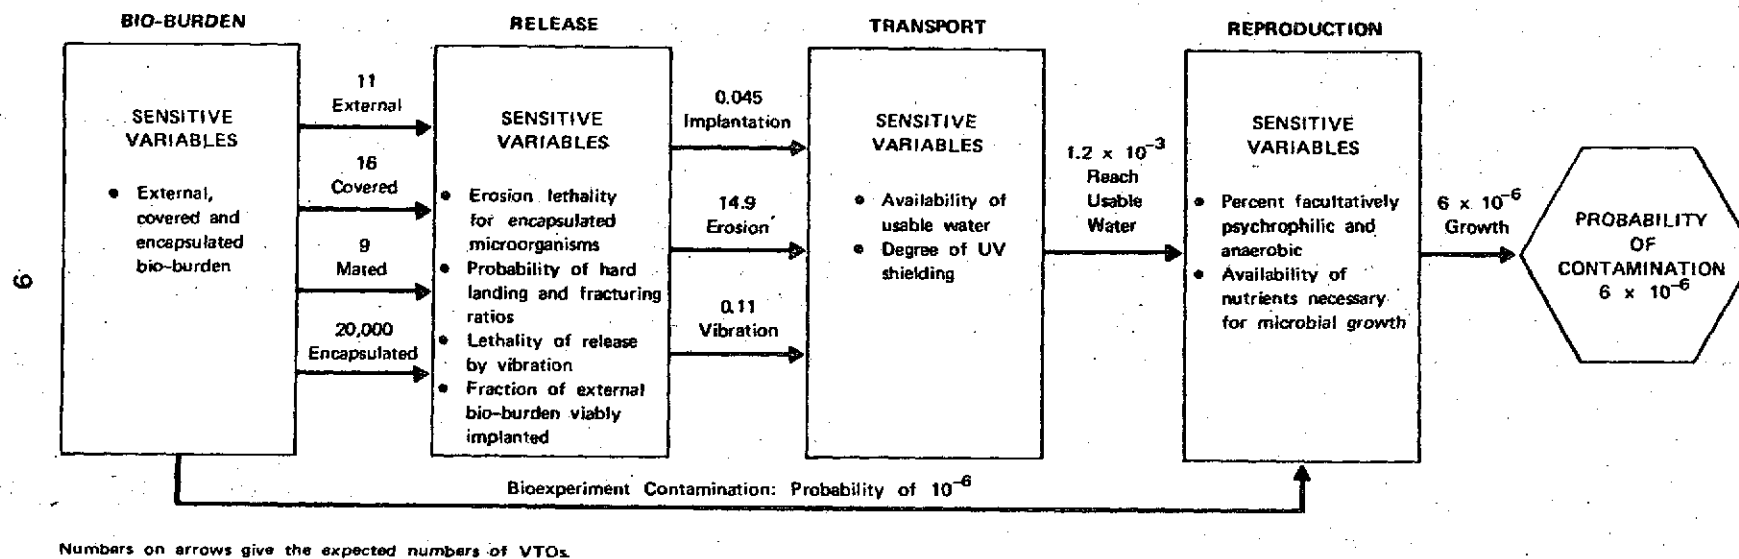 BIO-BURDEN
SENSITIVE
VARIABLES
• External,
covered and
encapsulated
bio-burden
11
External
16
Covered
9
Mated
20,000
Encapsulated
RELEASE
SENSITIVE
VARIABLES
• Erosion lethality
for encapsulated
microorganisms
• Probability of hard
landing and fracturing
ratios
• Lethality of release
by vibration
• Fraction of external
bio-burden viably
implanted
0.045
Implantation
14.9
Erosion
0.11
Vibration
TRANSPORT
SENSITIVE
VARIABLES
• Availability of
usable water
• Degree of UV
shielding
1.2 × 10⁻³
Reach
Usable
Water
REPRODUCTION
SENSITIVE
VARIABLES
• Percent facultatively
psychrophilic and
anaerobic
• Availability of
nutrients necessary
for microbial growth
6 × 10⁻⁶
Growth
PROBABILITY
OF
CONTAMINATION
6 × 10⁻⁶
Bioexperiment Contamination: Probability of 10⁻⁶
Numbers on arrows give the expected numbers of VTOs.
6